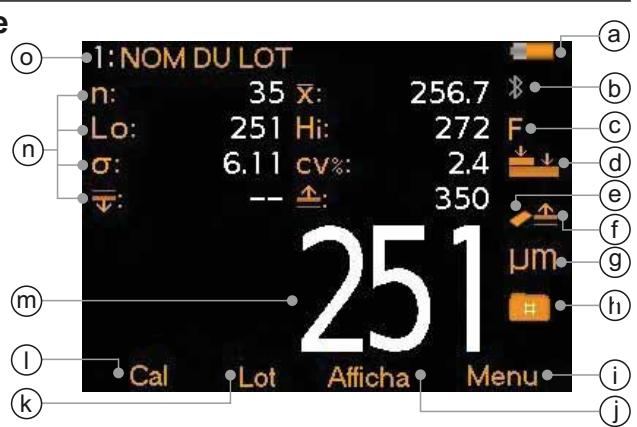 e
1: NOM DU LOT
n: 35 x̄: 256.7
Lo: 251 Hi: 272 F
σ: 6.11 cv%: 2.4
-- 350
µm
251
#
Cal Lot Afficha Menu
a
b
c
d
e
f
g
h
i
j
k
l
m
n
o